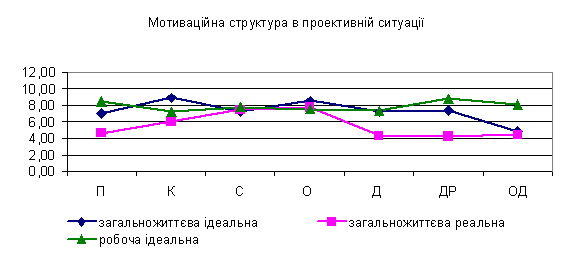 Мотиваційна структура в проективній ситуації
12,00
10,00
8,00
6,00
4,00
2,00
0,00
П К С О Д ДР ОД
загальножиттєва ідеальна загальножиттєва реальна
робоча ідеальна